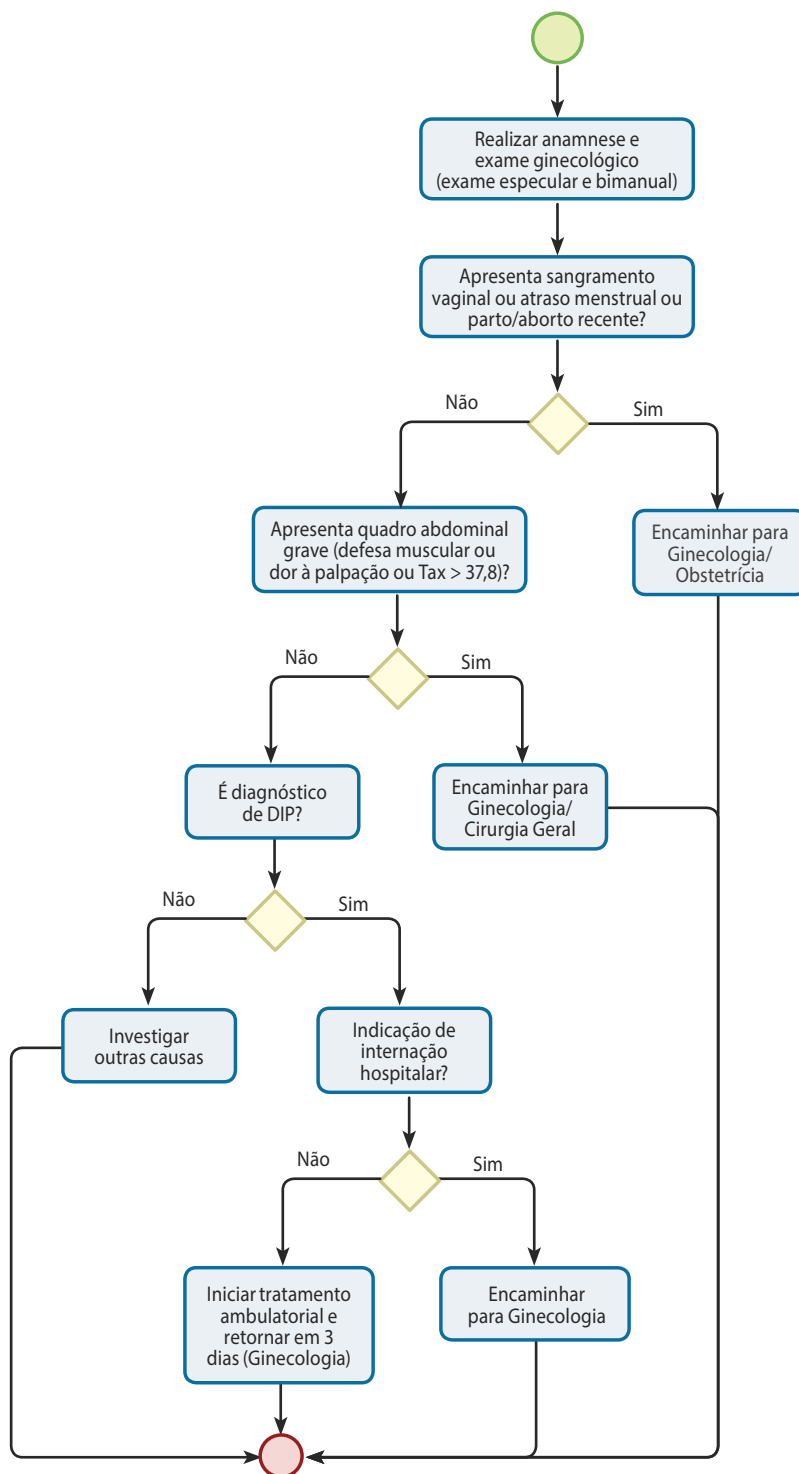 Realizar anamnese e
exame ginecológico
(exame especular e bimanual)
Apresenta sangramento
vaginal ou atraso menstrual ou
parto/aborto recente?
Não
Sim
Apresenta quadro abdominal
grave (defesa muscular ou
dor à palpação ou Tax > 37,8)?
Encaminhar para
Ginecologia/
Obstetrícia
Não
Sim
É diagnóstico
de DIP?
Encaminhar para
Ginecologia/
Cirurgia Geral
Não
Sim
Investigar
outras causas
Indicação de
internação
hospitalar?
Não
Sim
Iniciar tratamento
ambulatorial e
retornar em 3
dias (Ginecologia)
Encaminhar
para Ginecologia